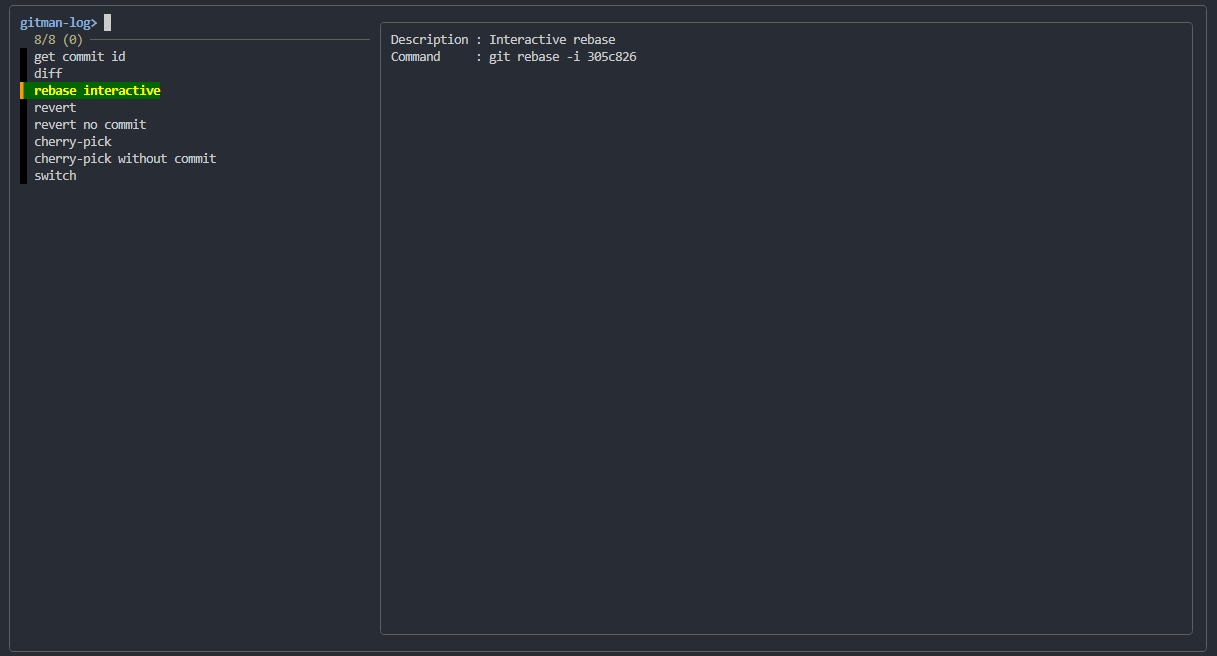 gitman-log>
8/8 (0)
get commit id
diff
rebase interactive
revert
revert no commit
cherry-pick
cherry-pick without commit
switch
Description : Interactive rebase
Command     : git rebase -i 305c826